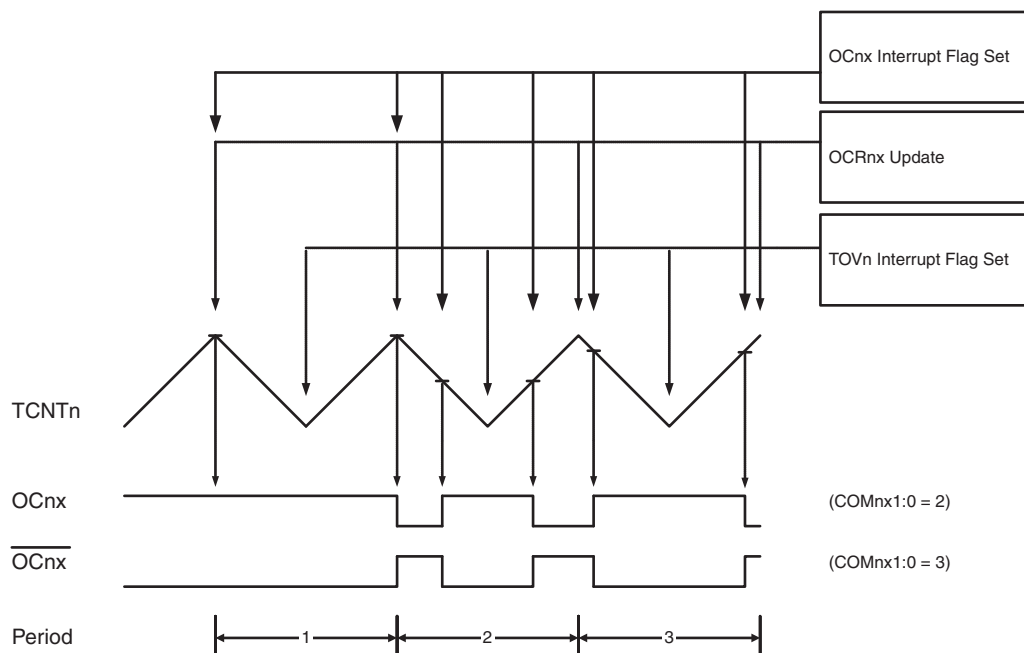 OCnx Interrupt Flag Set
OCRnx Update
TOVn Interrupt Flag Set
TCNTn
OCnx
(COMnx1:0 = 2)
OCnx
(COMnx1:0 = 3)
Period
1
2
3